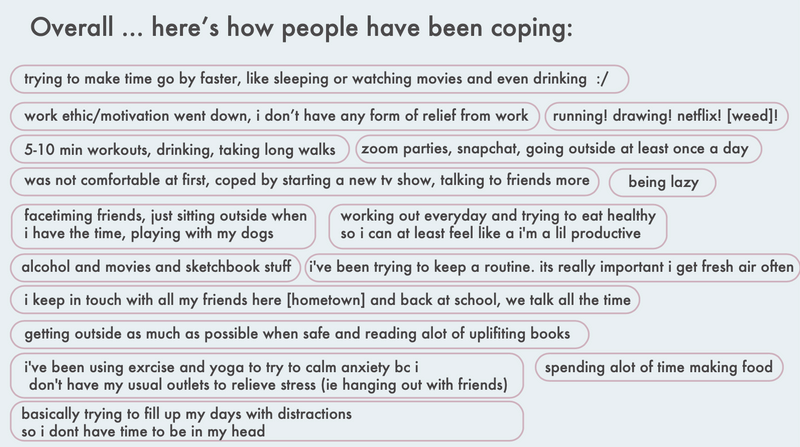 Overall ... here's how people have been coping:
trying to make time go by faster, like sleeping or watching movies and even drinking :/
work ethic/motivation went down, i don't have any form of relief from work
running! drawing! netflix! [weed]!
5-10 min workouts, drinking, taking long walks
zoom parties, snapchat, going outside at least once a day
was not comfortable at first, coped by starting a new tv show, talking to friends more
being lazy
facetiming friends, just sitting outside when
i have the time, playing with my dogs
working out everyday and trying to eat healthy
so i can at least feel like a i'm a lil productive
alcohol and movies and sketchbook stuff
i've been trying to keep a routine. its really important i get fresh air often
i keep in touch with all my friends here [hometown] and back at school, we talk all the time
getting outside as much as possible when safe and reading alot of uplifiting books
i've been using exrcise and yoga to try to calm anxiety bc i
don't have my usual outlets to relieve stress (ie hanging out with friends)
spending alot of time making food
basically trying to fill up my days with distractions
so i dont have time to be in my head